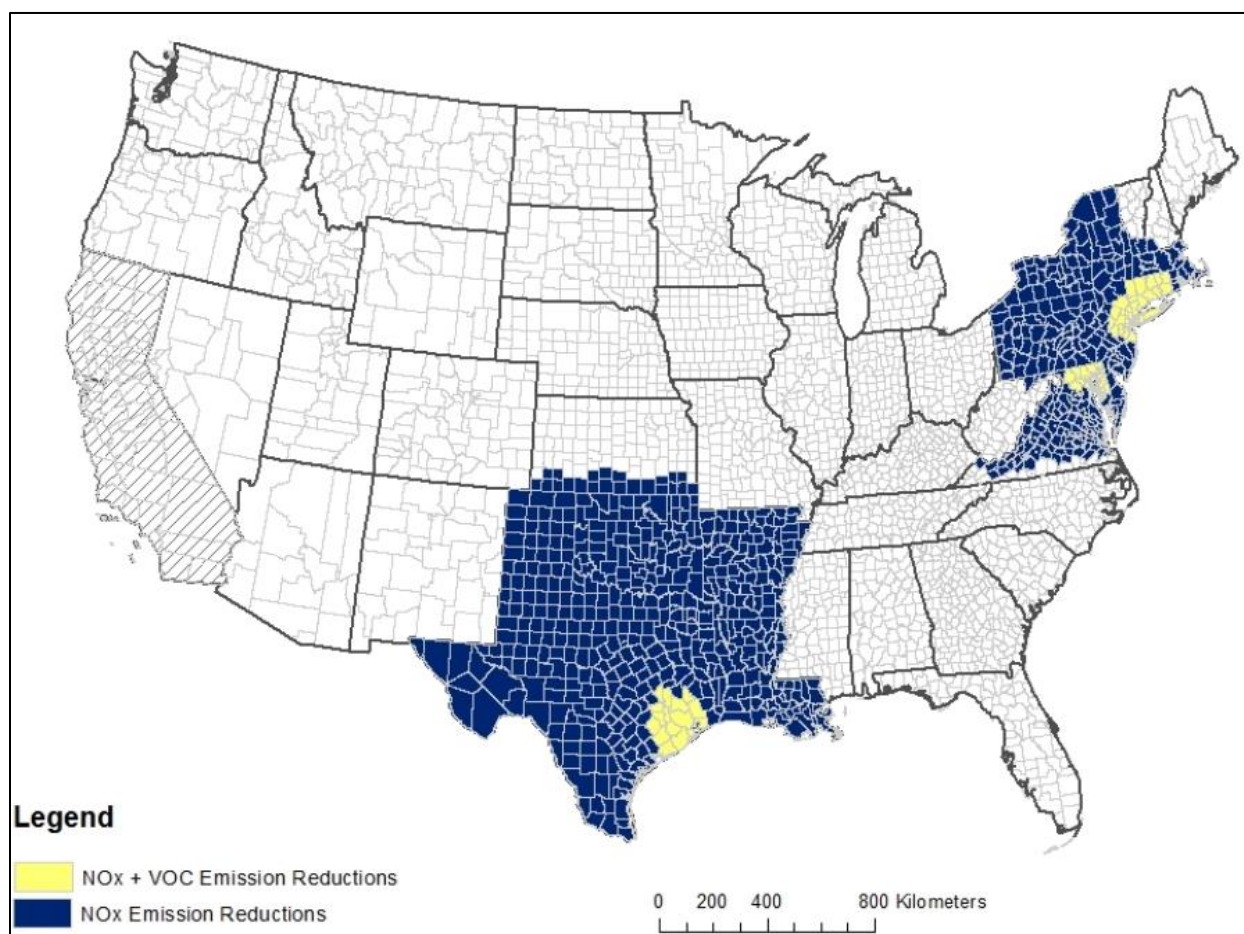 Legend
NOx + VOC Emission Reductions
NOx Emission Reductions
0 200 400 800 Kilometers